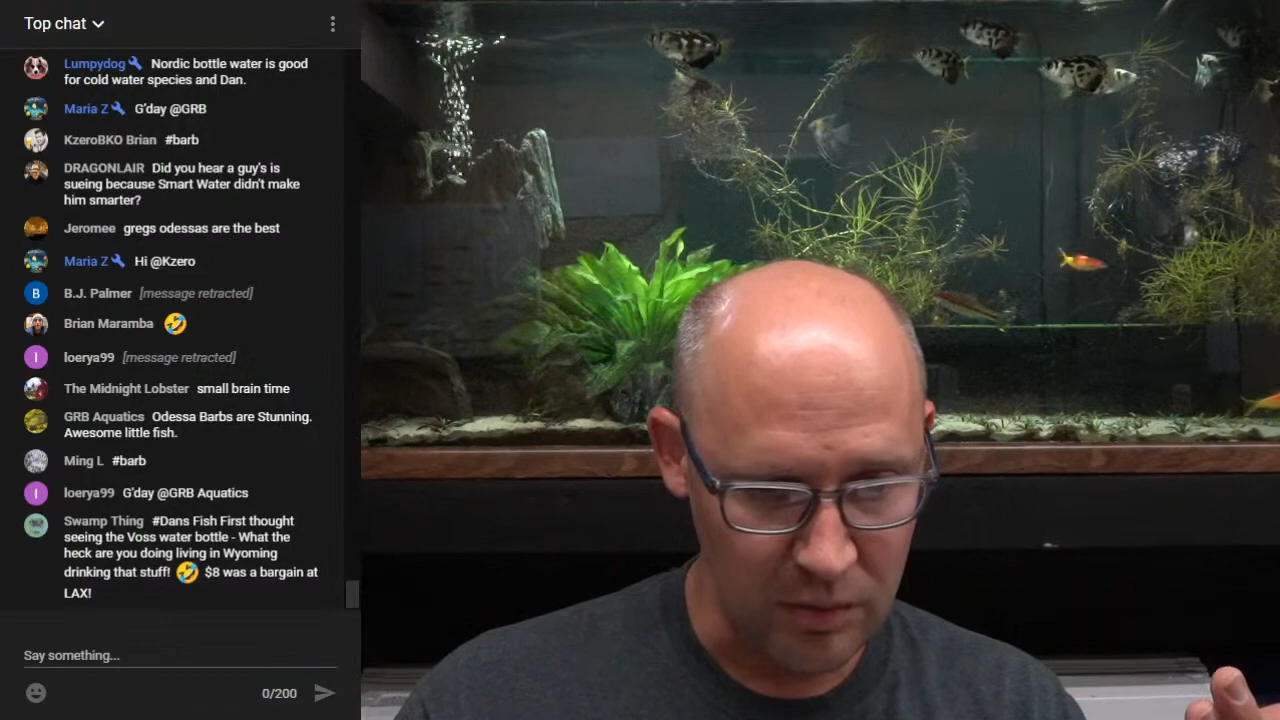 Top chat
Lumpydog Nordic bottle water is good
for cold water species and Dan.
Maria Z G'day @GRB
KzeroBKO Brian #barb
DRAGONLAIR Did you hear a guy's is
sueing because Smart Water didn't make
him smarter?
Jeromee gregs odessas are the best
Maria Z Hi @Kzero
B B.J. Palmer [message retracted]
Brian Maramba 🤣
l loerya99 [message retracted]
The Midnight Lobster small brain time
GRB Aquatics Odessa Barbs are Stunning.
Awesome little fish.
Ming L #barb
l loerya99 G'day @GRB Aquatics
Swamp Thing #Dans Fish First thought
seeing the Voss water bottle - What the
heck are you doing living in Wyoming
drinking that stuff! 🤣 $8 was a bargain at
LAX!
Say something...
0/200